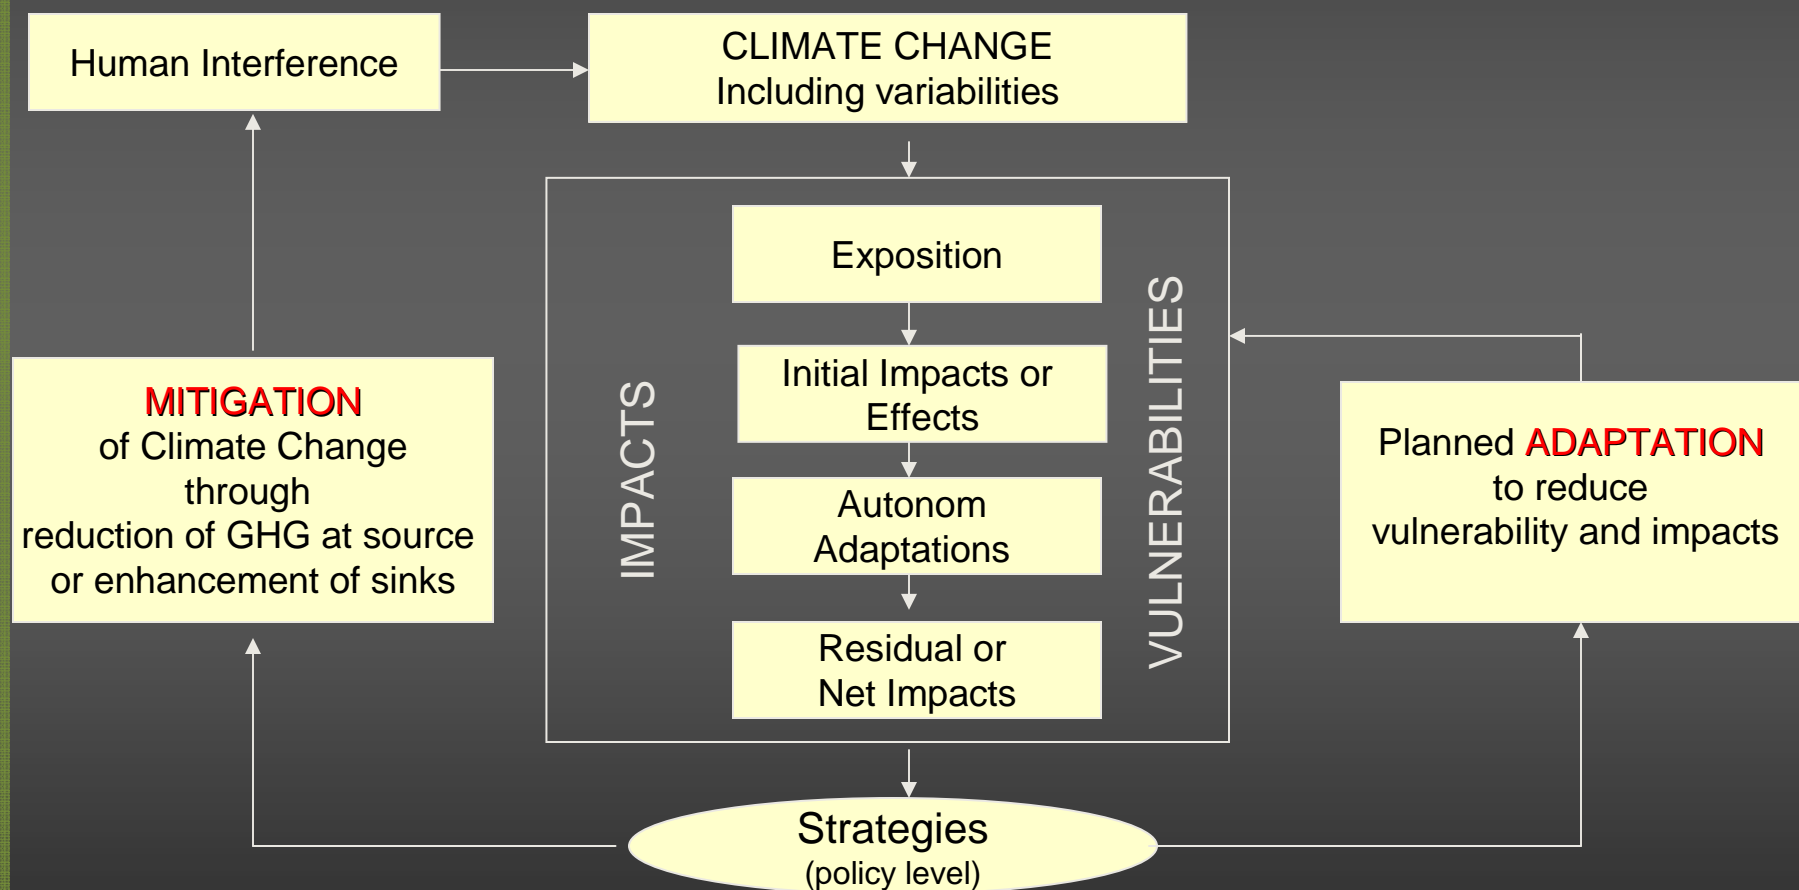 Human Interference
CLIMATE CHANGE
Including variabilities
Exposition
Initial Impacts or
Effects
Autonom
Adaptations
Residual or
Net Impacts
IMPACTS
VULNERABILITIES
MITIGATION
of Climate Change
through
reduction of GHG at source
or enhancement of sinks
Planned ADAPTATION
to reduce
vulnerability and impacts
Strategies
(policy level)